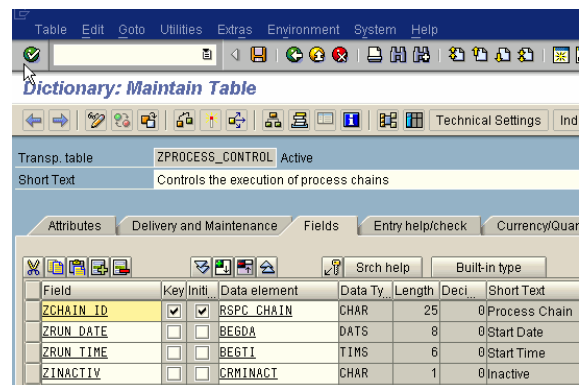 Table Edit Goto Utilities Extras Environment System Help
Dictionary: Maintain Table
Technical Settings Ind
Transp. table ZPROCESS_CONTROL Active
Short Text Controls the execution of process chains
Attributes Delivery and Maintenance Fields Entry help/check Currency/Quan
Srch help Built-in type
Field Key Initi... Data element Data Ty... Length Deci... Short Text
ZCHAIN_ID RSPC_CHAIN CHAR 25 0 Process Chain
ZRUN_DATE BEGDA DATS 8 0 Start Date
ZRUN_TIME BEGTI TIMS 6 0 Start Time
ZINACTIV CRMINACT CHAR 1 0 Inactive